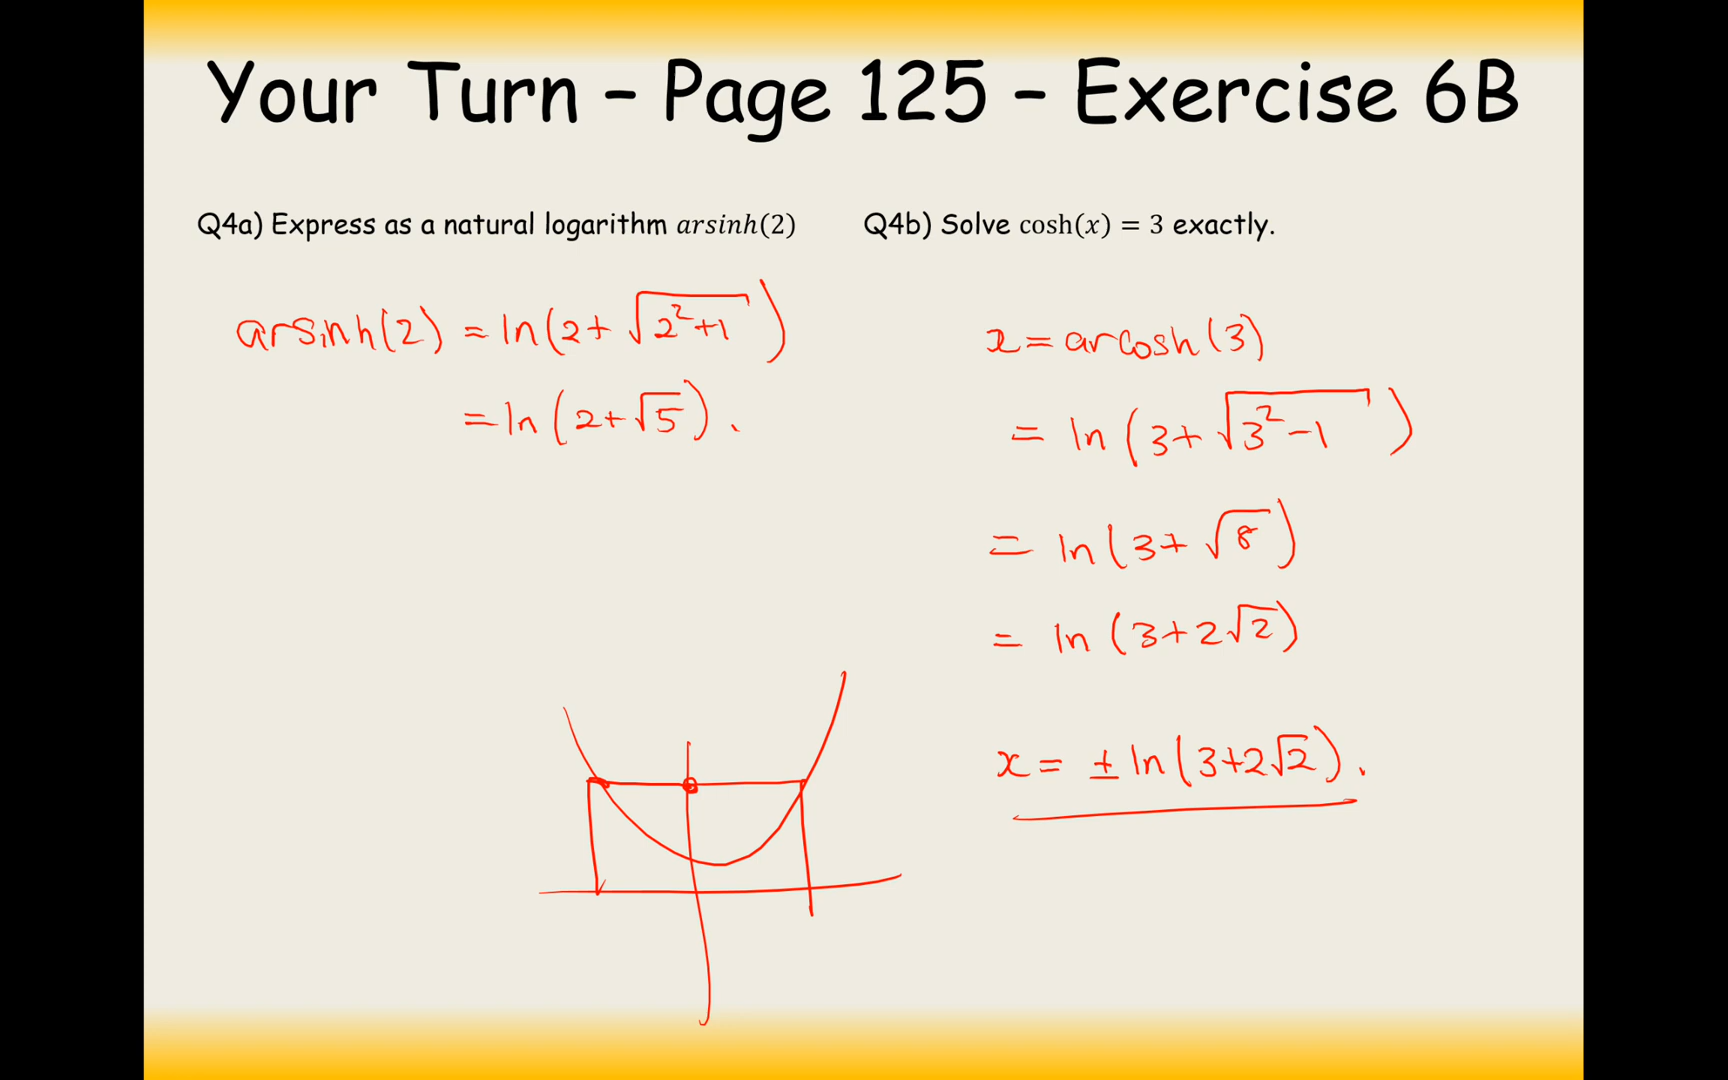 Your Turn – Page 125 – Exercise 6B
Q4a) Express as a natural logarithm arsinh(2)
arsinh(2) = ln(2+√(2²+1))
= ln(2+√5).
Q4b) Solve cosh(x) = 3 exactly.
x = arcosh(3)
= ln(3+√(3²−1))
= ln(3+√8)
= ln(3+2√2)
x = ± ln(3+2√2).